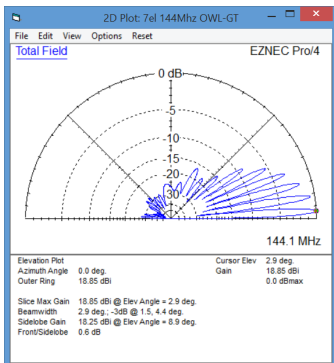 2D Plot: 7el 144Mhz OWL-GT
File Edit View Options Reset
Total Field
EZNEC Pro/4
0 dB
-5
-10
-15
-20
-30
144.1 MHz
Elevation Plot
Cursor Elev 2.9 deg.
Azimuth Angle 0.0 deg.
Gain 18.85 dBi
Outer Ring 18.85 dBi
0.0 dBmax
Slice Max Gain 18.85 dBi @ Elev Angle = 2.9 deg.
Beamwidth 2.9 deg.; -3dB @ 1.5, 4.4 deg.
Sidelobe Gain 18.25 dBi @ Elev Angle = 8.9 deg.
Front/Sidelobe 0.6 dB